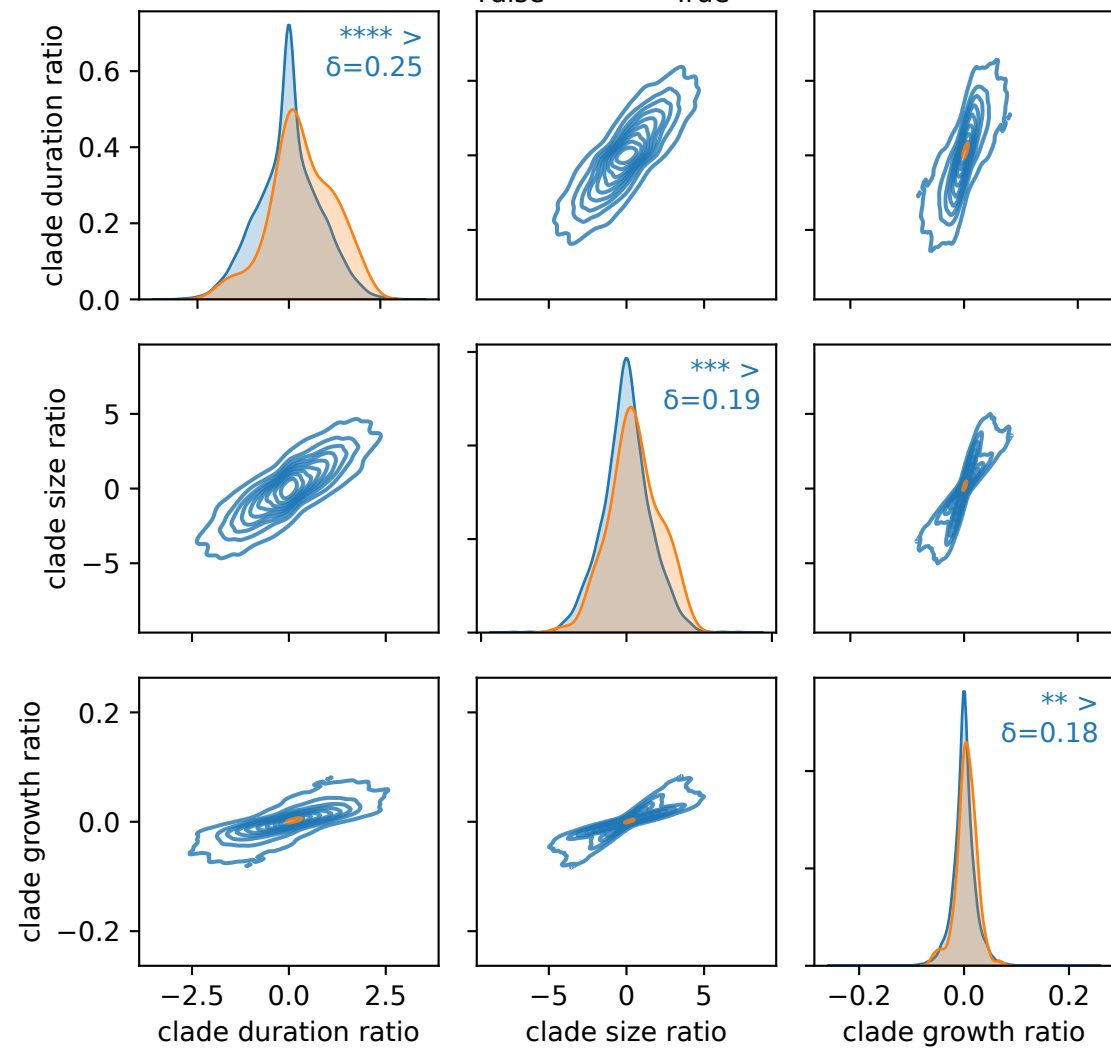 clade duration ratio
0.6
0.4
0.2
0.0
**** >
δ=0.25
clade size ratio
5
0
−5
*** >
δ=0.19
clade growth ratio
0.2
0.0
−0.2
** >
δ=0.18
−2.5 0.0 2.5
clade duration ratio
−5 0 5
clade size ratio
−0.2 0.0 0.2
clade growth ratio